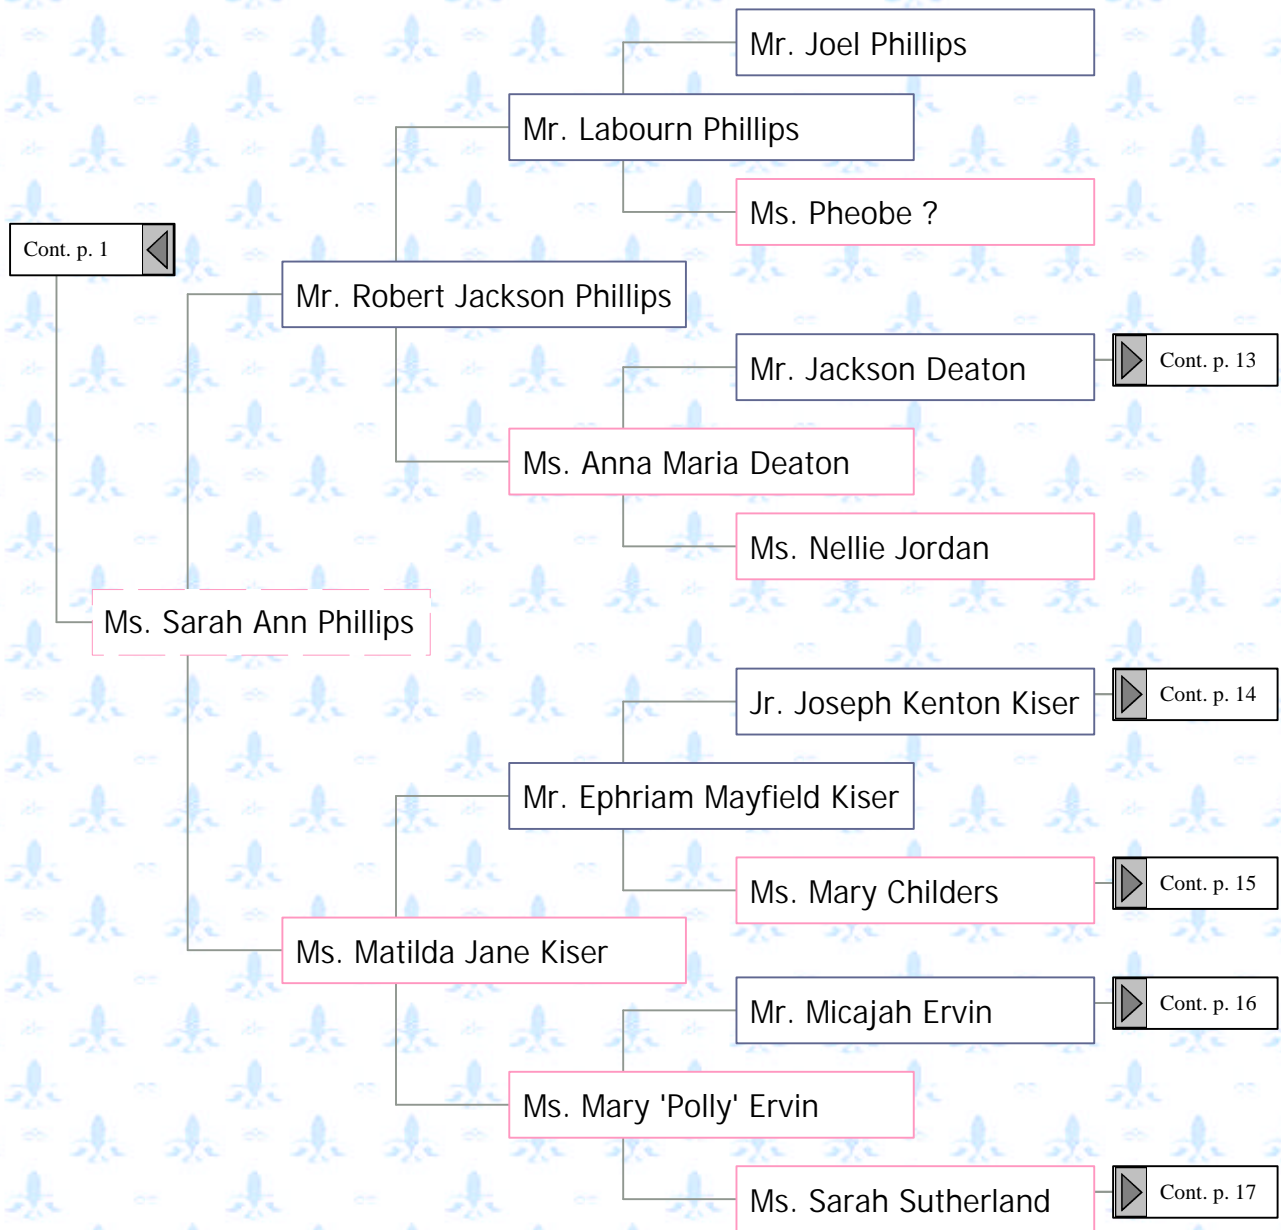 Mr. Joel Phillips
Mr. Labourn Phillips
Ms. Pheobe ?
Cont. p. 1
Mr. Robert Jackson Phillips
Mr. Jackson Deaton
Cont. p. 13
Ms. Anna Maria Deaton
Ms. Nellie Jordan
Ms. Sarah Ann Phillips
Jr. Joseph Kenton Kiser
Cont. p. 14
Mr. Ephriam Mayfield Kiser
Ms. Mary Childers
Cont. p. 15
Ms. Matilda Jane Kiser
Mr. Micajah Ervin
Cont. p. 16
Ms. Mary 'Polly' Ervin
Ms. Sarah Sutherland
Cont. p. 17